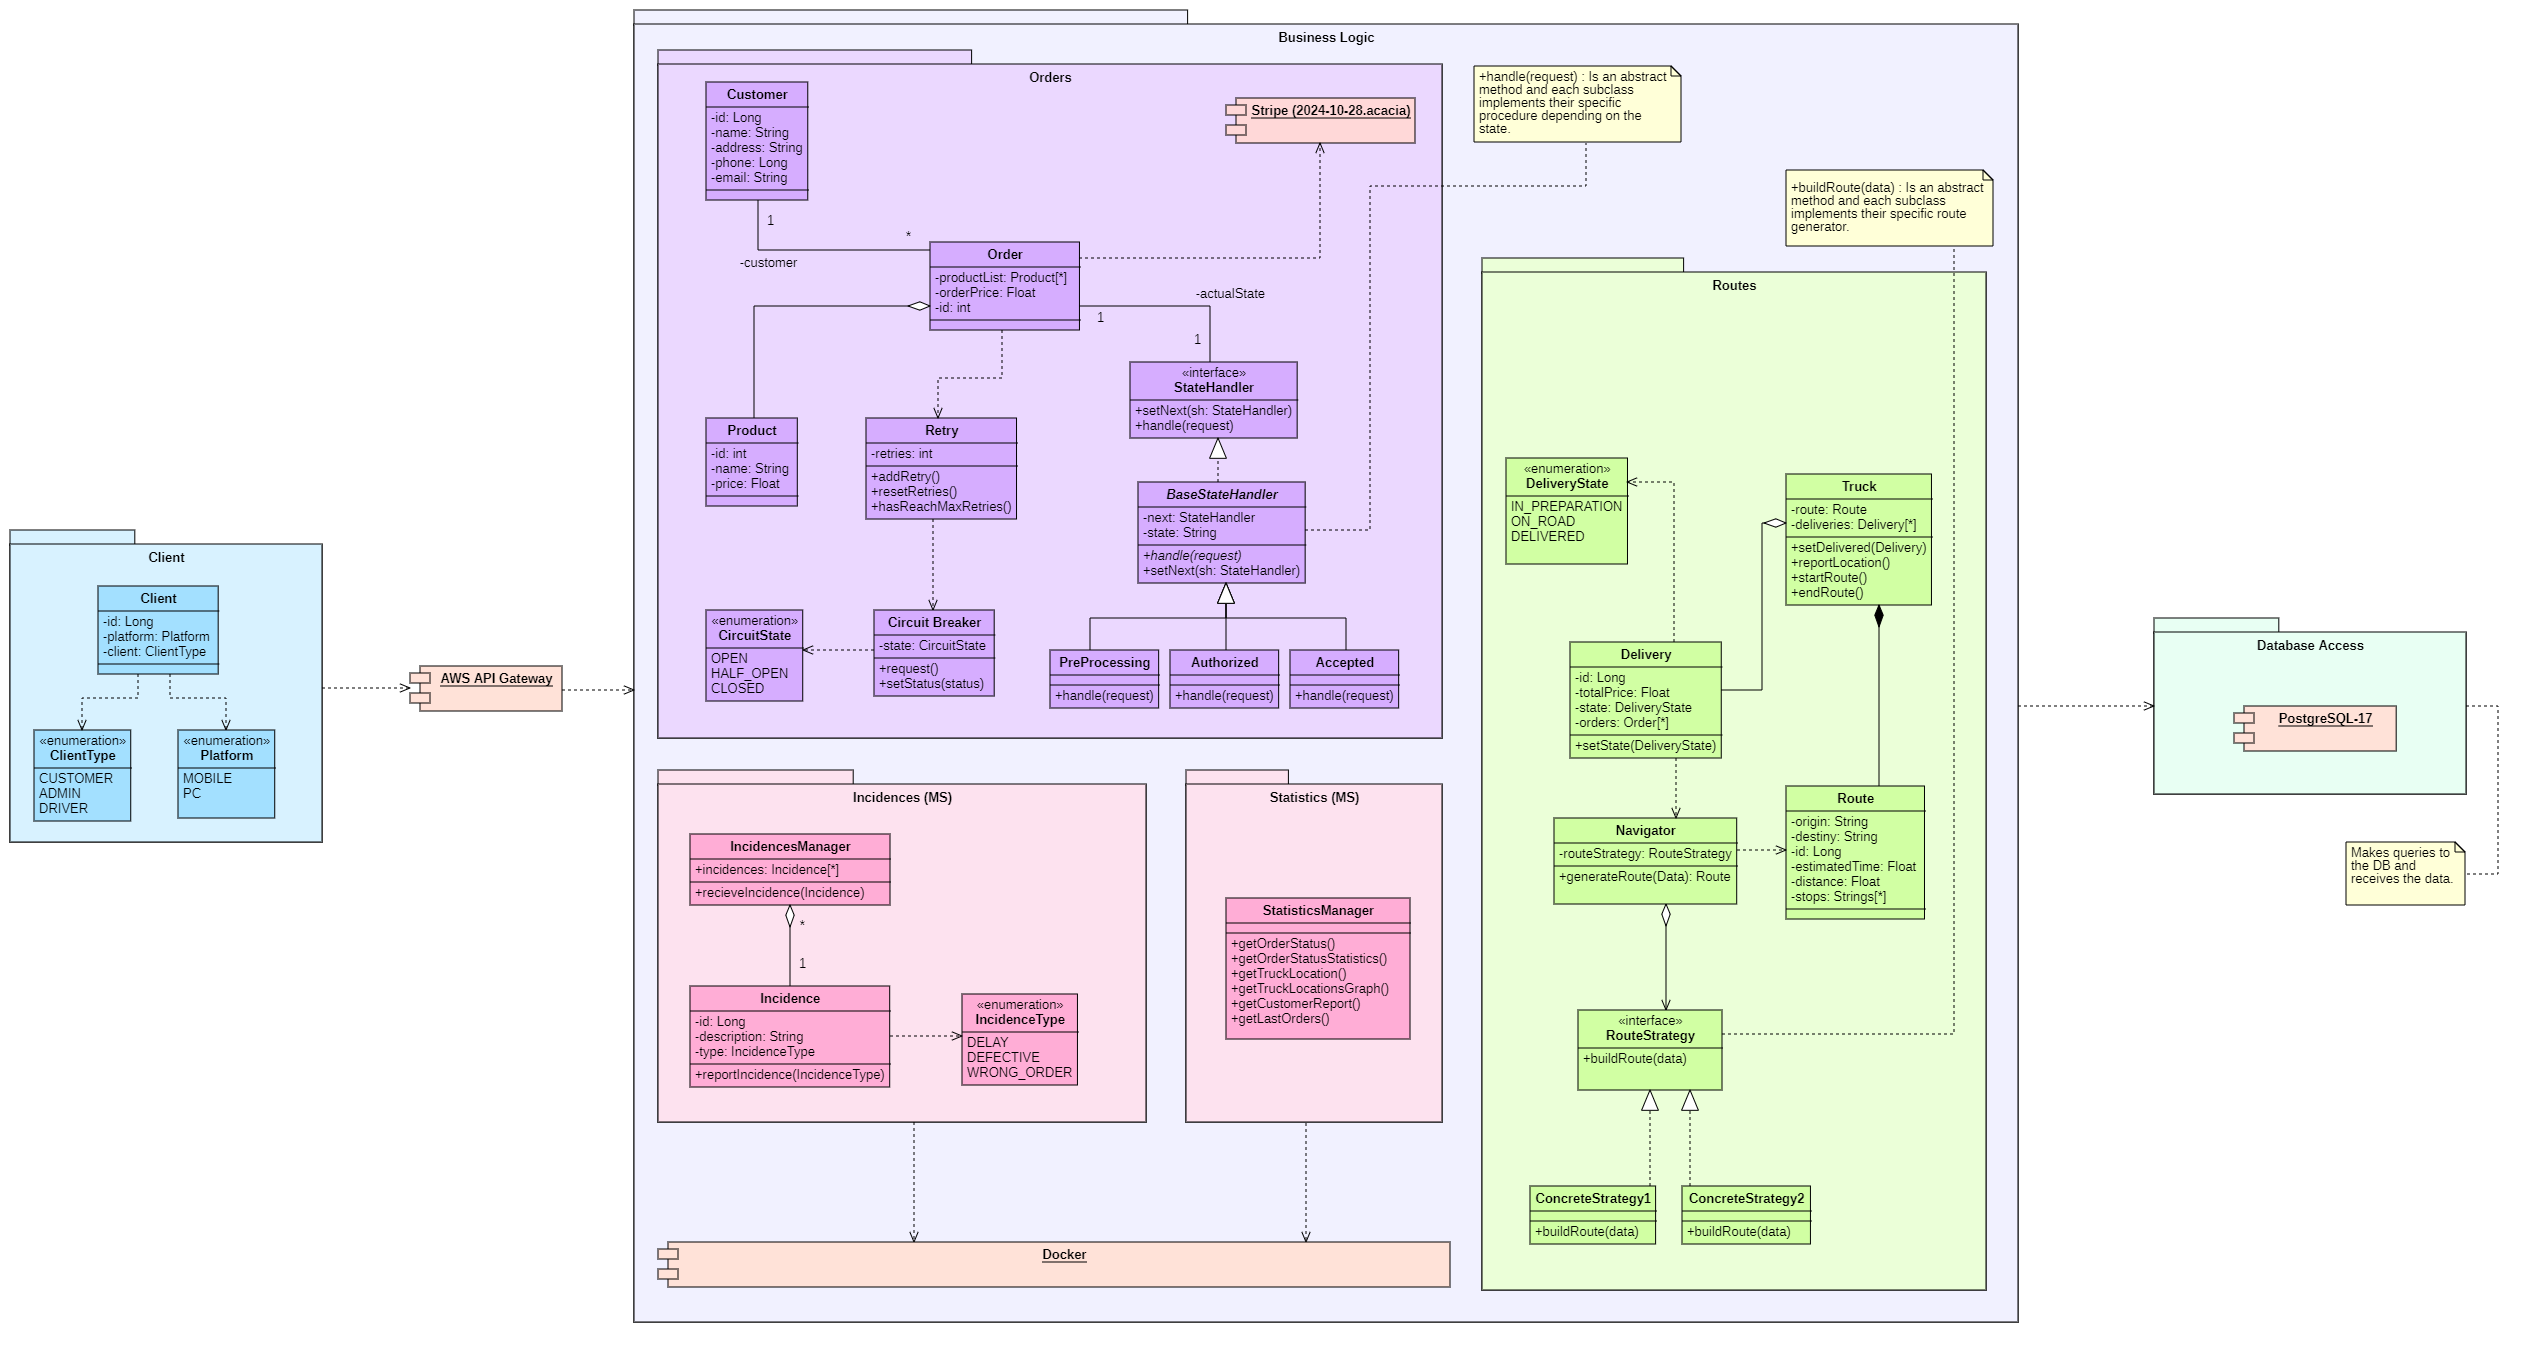 Client
Client
-id: Long
-platform: Platform
-client: ClientType
«enumeration»
ClientType
CUSTOMER
ADMIN
DRIVER
«enumeration»
Platform
MOBILE
PC
AWS API Gateway
Business Logic
Orders
Customer
-id: Long
-name: String
-address: String
-phone: Long
-email: String
1
*
-customer
Stripe (2024-10-28.acacia)
Order
-productList: Product[*]
-orderPrice: Float
-id: int
-actualState
1
1
Product
-id: int
-name: String
-price: Float
Retry
-retries: int
+addRetry()
+resetRetries()
+hasReachMaxRetries()
«interface»
StateHandler
+setNext(sh: StateHandler)
+handle(request)
BaseStateHandler
-next: StateHandler
-state: String
+handle(request)
+setNext(sh: StateHandler)
«enumeration»
CircuitState
OPEN
HALF_OPEN
CLOSED
Circuit Breaker
-state: CircuitState
+request()
+setStatus(status)
PreProcessing
+handle(request)
Authorized
+handle(request)
Accepted
+handle(request)
+handle(request) : Is an abstract
method and each subclass
implements their specific
procedure depending on the
state.
+buildRoute(data) : Is an abstract
method and each subclass
implements their specific route
generator.
Incidences (MS)
IncidencesManager
+incidences: Incidence[*]
+recieveIncidence(Incidence)
*
1
Incidence
-id: Long
-description: String
-type: IncidenceType
+reportIncidence(IncidenceType)
«enumeration»
IncidenceType
DELAY
DEFECTIVE
WRONG_ORDER
Statistics (MS)
StatisticsManager
+getOrderStatus()
+getOrderStatusStatistics()
+getTruckLocation()
+getTruckLocationsGraph()
+getCustomerReport()
+getLastOrders()
Docker
Routes
«enumeration»
DeliveryState
IN_PREPARATION
ON_ROAD
DELIVERED
Truck
-route: Route
-deliveries: Delivery[*]
+setDelivered(Delivery)
+reportLocation()
+startRoute()
+endRoute()
Delivery
-id: Long
-totalPrice: Float
-state: DeliveryState
-orders: Order[*]
+setState(DeliveryState)
Navigator
-routeStrategy: RouteStrategy
+generateRoute(Data): Route
Route
-origin: String
-destiny: String
-id: Long
-estimatedTime: Float
-distance: Float
-stops: Strings[*]
«interface»
RouteStrategy
+buildRoute(data)
ConcreteStrategy1
+buildRoute(data)
ConcreteStrategy2
+buildRoute(data)
Database Access
PostgreSQL-17
Makes queries to
the DB and
receives the data.